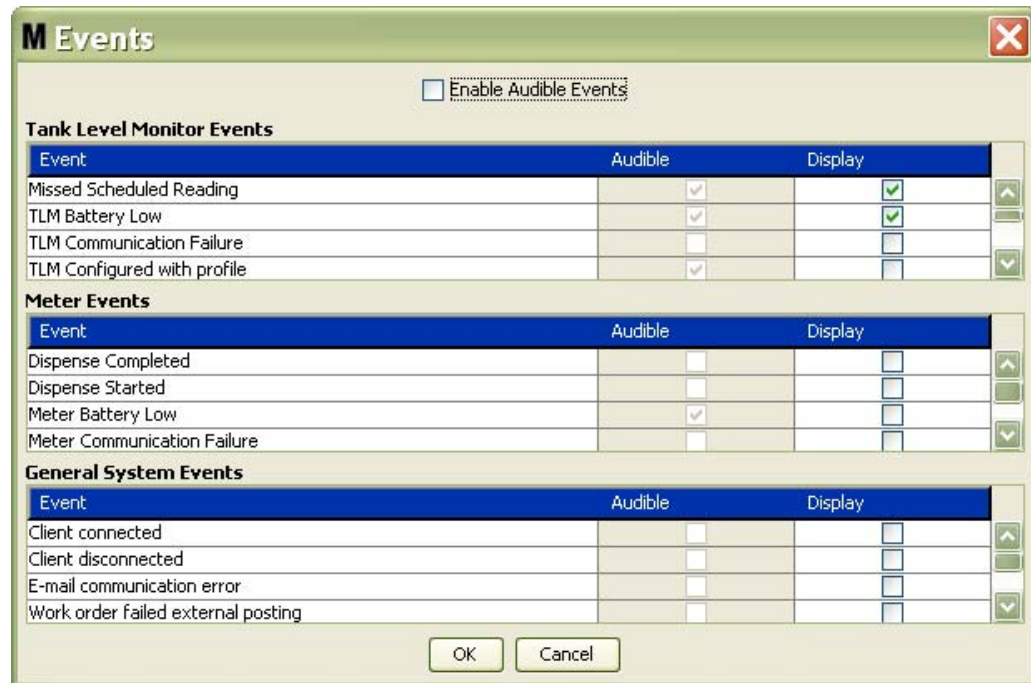 M Events
Enable Audible Events
Tank Level Monitor Events
Event Audible Display
Missed Scheduled Reading
TLM Battery Low
TLM Communication Failure
TLM Configured with profile
Meter Events
Event Audible Display
Dispense Completed
Dispense Started
Meter Battery Low
Meter Communication Failure
General System Events
Event Audible Display
Client connected
Client disconnected
E-mail communication error
Work order failed external posting
OK Cancel